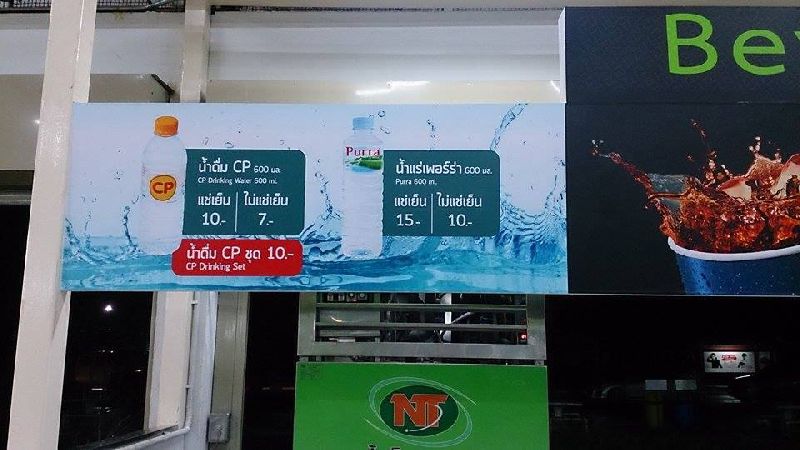 Be
CP
น้ำดื่ม CP 600 มล.
CP Drinking Water 600 ml.
แช่เย็น ไม่แช่เย็น
10.- 7.-
น้ำดื่ม CP ชุด 10.-
CP Drinking Set
Purra
น้ำแร่เพอร์ร่า 600 มล.
Purra 600 ml.
แช่เย็น ไม่แช่เย็น
15.- 10.-
NT